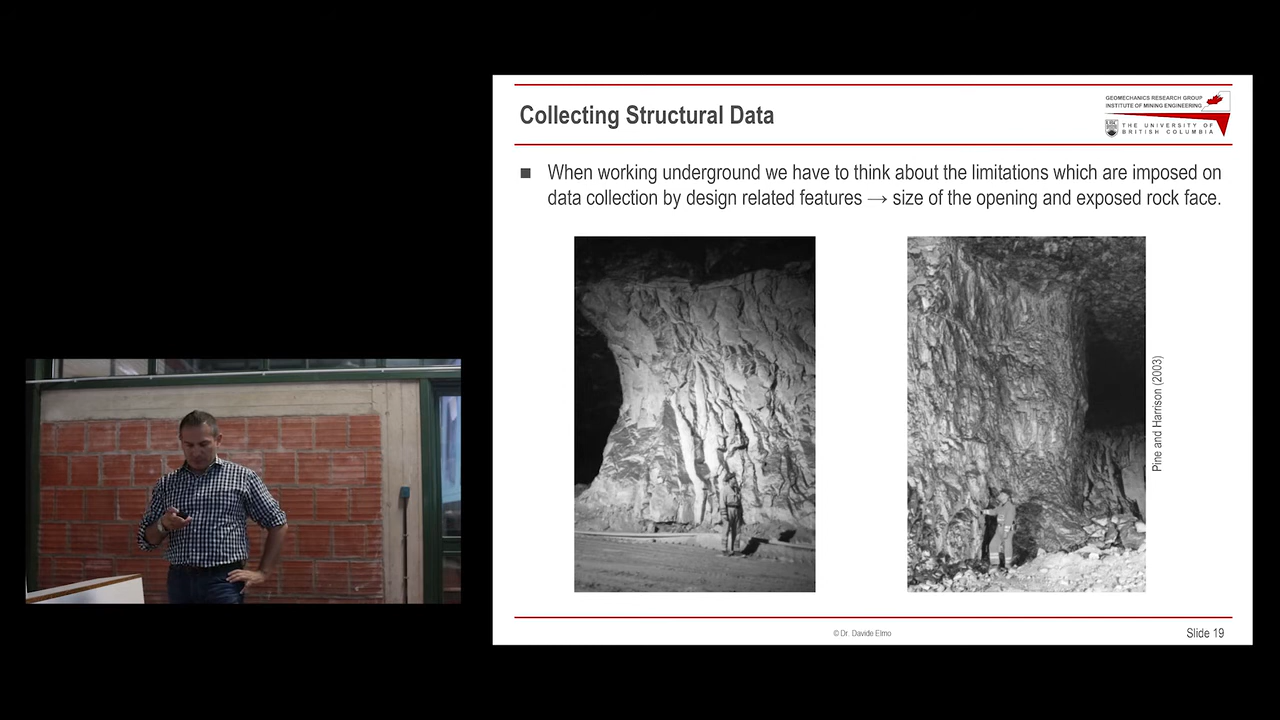 Collecting Structural Data
GEOMECHANICS RESEARCH GROUP
INSTITUTE OF MINING ENGINEERING
THE UNIVERSITY OF
BRITISH COLUMBIA
■ When working underground we have to think about the limitations which are imposed on
data collection by design related features → size of the opening and exposed rock face.
Pine and Harrison (2003)
© Dr. Davide Elmo
Slide 19